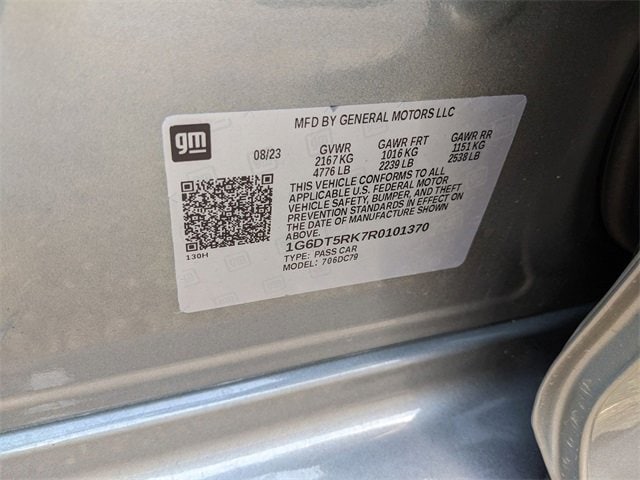 MFD BY GENERAL MOTORS LLC
gm
08/23 GVWR GAWR FRT GAWR RR
2167 KG 1016 KG 1151 KG
4776 LB 2239 LB 2538 LB
THIS VEHICLE CONFORMS TO ALL
APPLICABLE U.S. FEDERAL MOTOR
VEHICLE SAFETY, BUMPER, AND THEFT
PREVENTION STANDARDS IN EFFECT ON
THE DATE OF MANUFACTURE SHOWN
ABOVE.
1G6DT5RK7R0101370
TYPE: PASS CAR
MODEL: 706DC79
130H